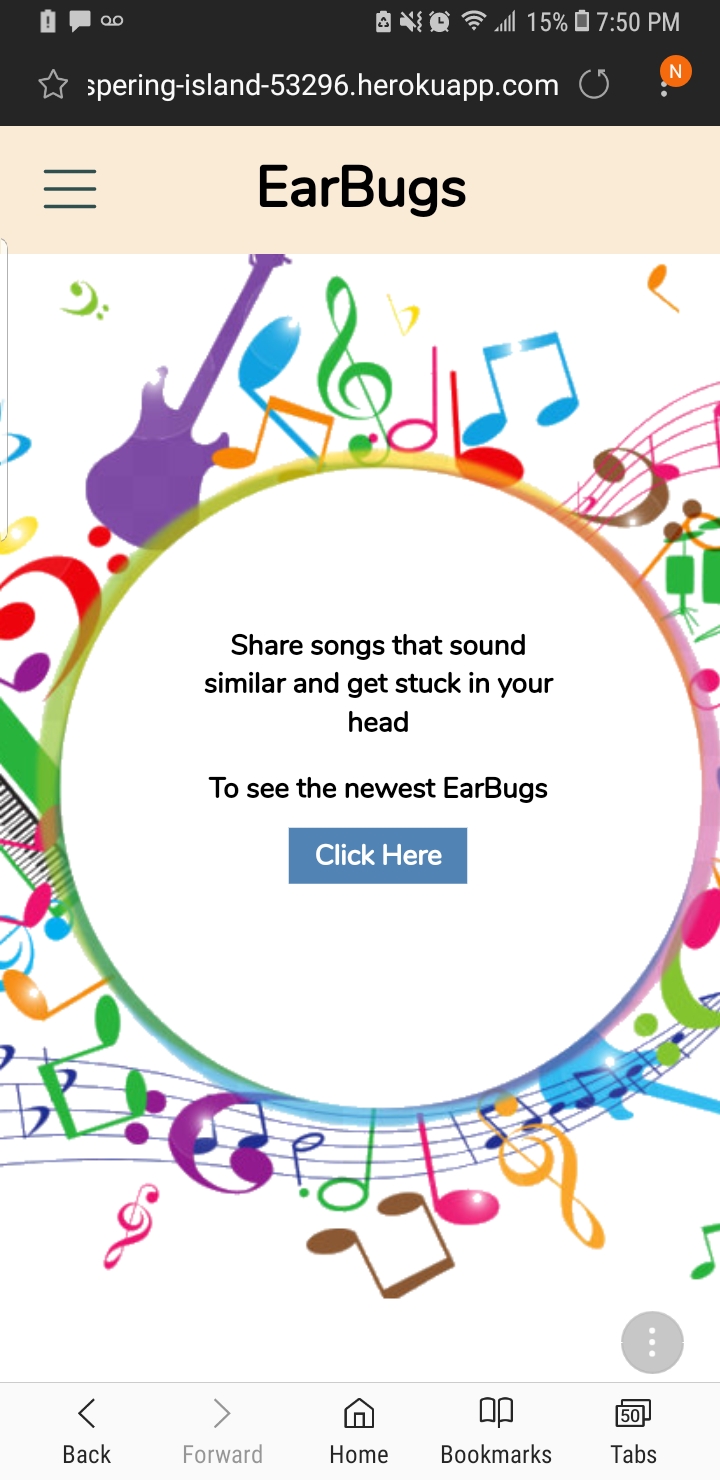 15% 7:50 PM
spering-island-53296.herokuapp.com
N
EarBugs
Share songs that sound
similar and get stuck in your
head
To see the newest EarBugs
Click Here
Back Forward Home Bookmarks 50 Tabs